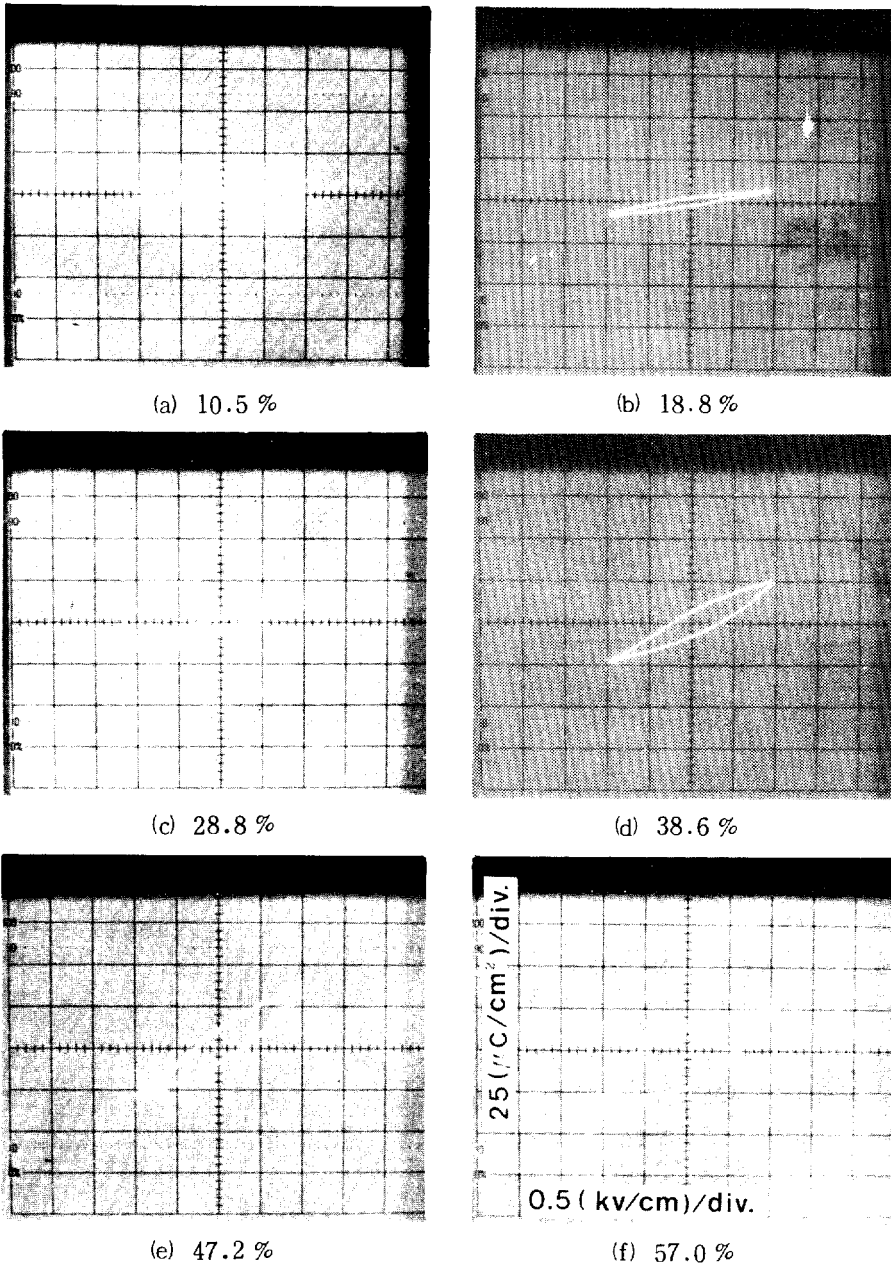 (a) 10.5 %
(b) 18.8 %
(c) 28.8 %
(d) 38.6 %
25(μC/cm²)/div.
0.5( kv/cm)/div.
(e) 47.2 %
(f) 57.0 %